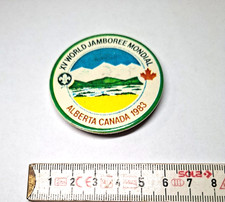 XV WORLD JAMBOREE MONDIAL
ALBERTA CANADA 1983
1 2 3 4 5 6 7 8
sola